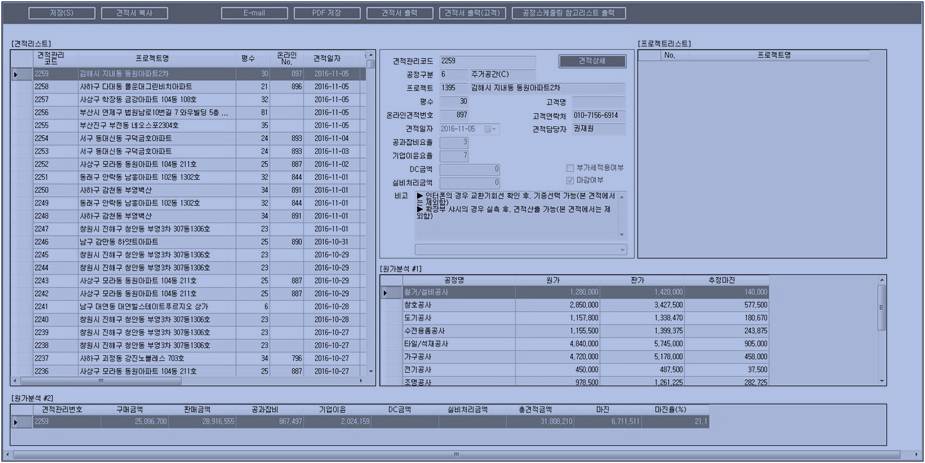 저장(S) 견적서 복사 E-mail PDF 저장 견적서 출력 견적서 출력(고객) 공정스케쥴링 참고리스트 출력
[견적리스트]
견적관리코드 프로젝트명 평수 온라인No. 견적일자
2259 김해시 지내동 동원아파트2차 30 897 2016-11-05
2258 사하구 다대동 몰운대그린비치아파트 21 896 2016-11-05
2257 사상구 학장동 금강아파트 104동 108호 32 2016-11-05
2256 부산시 연제구 법원남로10번길 7 와우빌딩 5층 ... 81 2016-11-05
2255 부산진구 부전동 네오스포2304호 35 2016-11-05
2254 서구 동대신동 구덕금호아파트 24 893 2016-11-04
2253 서구 동대신동 구덕금호아파트 24 893 2016-11-03
2252 사상구 모라동 동원아파트 104동 211호 25 887 2016-11-02
2251 동래구 안락동 남흥아파트 102동 1302호 32 844 2016-11-01
2250 사하구 감천동 부영벽산 34 891 2016-11-01
2249 동래구 안락동 남흥아파트 102동 1302호 32 844 2016-11-01
2248 사하구 감천동 부영벽산 34 891 2016-11-01
2247 창원시 진해구 청안동 부영3차 307동1306호 23 2016-11-01
2246 남구 감만동 하얏트아파트 25 890 2016-10-31
2245 창원시 진해구 청안동 부영3차 307동1306호 23 2016-10-29
2244 창원시 진해구 청안동 부영3차 307동1306호 23 2016-10-29
2243 사상구 모라동 동원아파트 104동 211호 25 887 2016-10-29
2242 사상구 모라동 동원아파트 104동 211호 25 887 2016-10-29
2241 남구 대연동 대연힐스테이트푸르지오 상가 6 2016-10-28
2240 창원시 진해구 청안동 부영3차 307동1306호 23 2016-10-28
2239 창원시 진해구 청안동 부영3차 307동1306호 23 2016-10-27
2238 창원시 진해구 청안동 부영3차 307동1306호 23 2016-10-27
2237 사하구 괴정동 강진노블레스 703호 34 796 2016-10-27
2236 사상구 모라동 동원아파트 104동 211호 25 887 2016-10-27
견적관리코드 2259 견적상세
공정구분 6 주거공간(C)
프로젝트 1395 김해시 지내동 동원아파트2차
평수 30 고객명
온라인견적번호 897 고객연락처 010-7156-6914
견적일자 2016-11-05 견적담당자 권재원
공과잡비요율 3
기업이윤요율 7
DC금액 0 부가세적용여부
실비처리금액 0 마감여부
비고 ▶ 인터폰의 경우 교환기회선 확인 후, 기종선택 가능(본 견적에서
는 제외함)
▶ 확장부 샤시의 경우 실측 후, 견적산출 가능(본 견적에서는 제
외함)
[프로젝트리스트]
No. 프로젝트명
[원가분석 #1]
공정명 원가 판가 추정마진
철거/설비공사 1,280,000 1,420,000 140,000
창호공사 2,850,000 3,427,500 577,500
도기공사 1,157,800 1,338,470 180,670
수전용품공사 1,155,500 1,399,375 243,875
타일/석재공사 4,840,000 5,745,000 905,000
가구공사 4,720,000 5,178,000 458,000
전기공사 450,000 487,500 37,500
조명공사 978,500 1,261,225 282,725
[원가분석 #2]
견적관리번호 구매금액 판매금액 공과잡비 기업이윤 DC금액 실비처리금액 총견적금액 마진 마진율(%)
2259 25,096,700 28,916,555 867,497 2,024,159 31,808,210 6,711,511 21.1